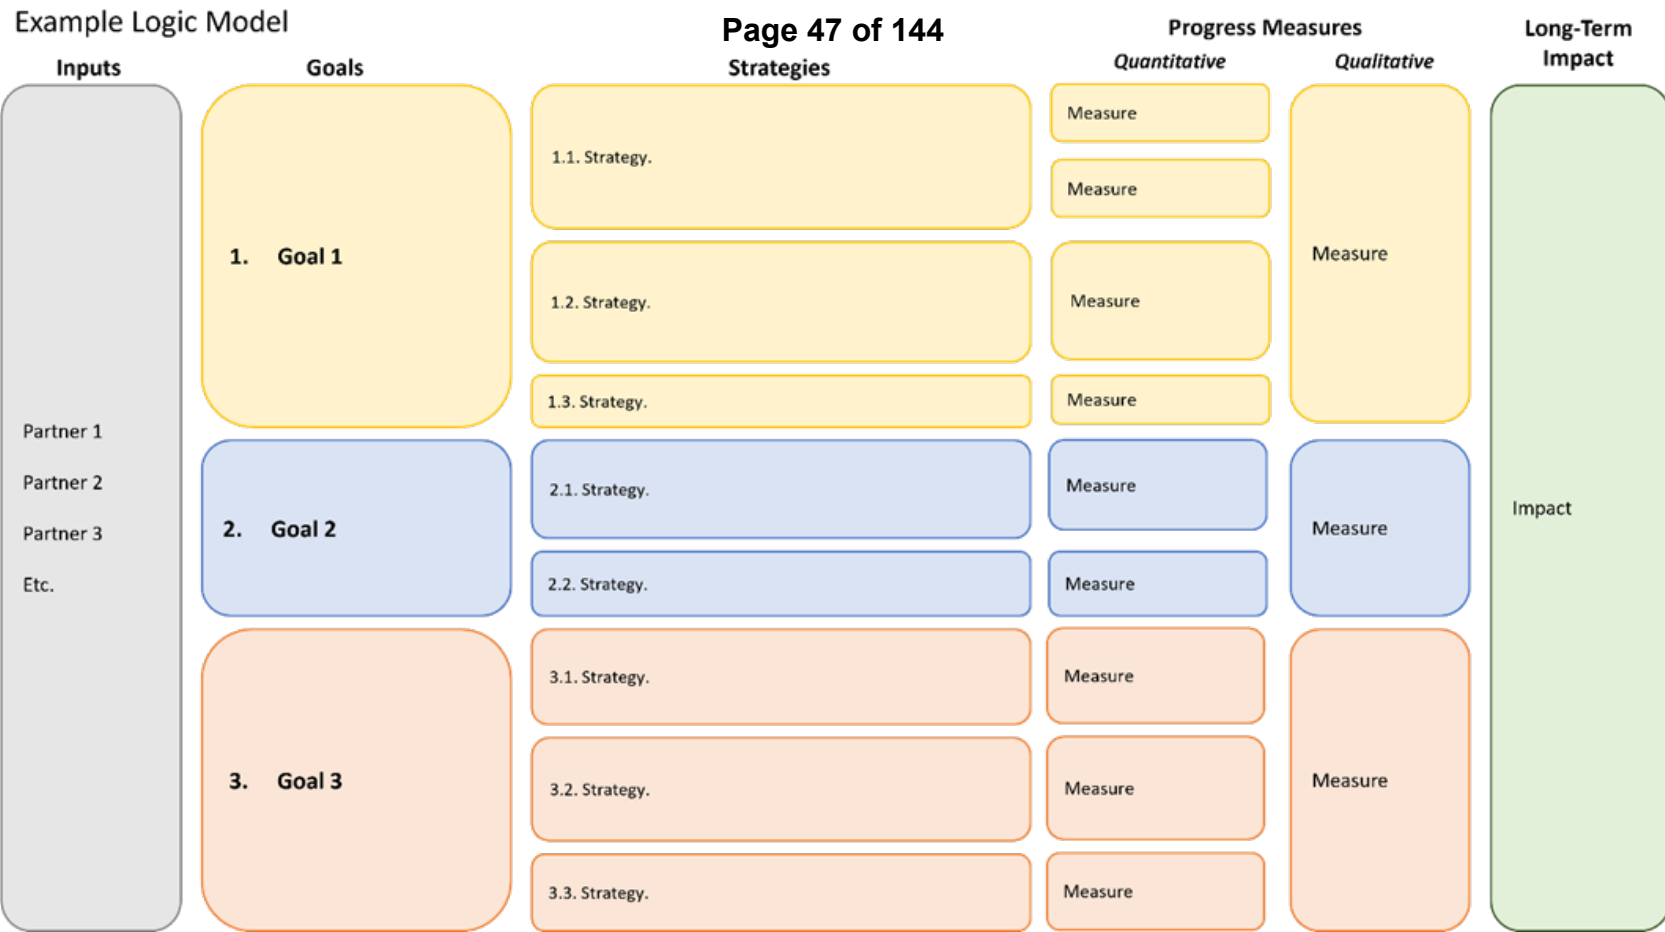 Example Logic Model
Page 47 of 144
Progress Measures
Long-Term
Impact
Inputs
Goals
Strategies
Quantitative
Qualitative
Partner 1
Partner 2
Partner 3
Etc.
1. Goal 1
1.1. Strategy.
Measure
Measure
1.2. Strategy.
Measure
1.3. Strategy.
Measure
Measure
2. Goal 2
2.1. Strategy.
Measure
2.2. Strategy.
Measure
Measure
3. Goal 3
3.1. Strategy.
Measure
3.2. Strategy.
Measure
3.3. Strategy.
Measure
Measure
Impact